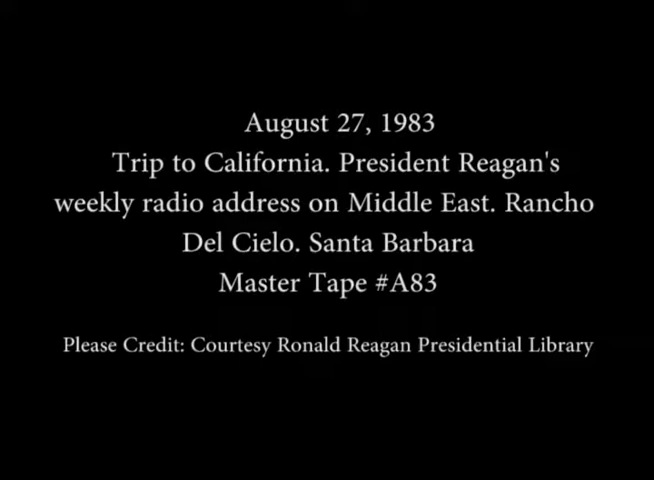 August 27, 1983
Trip to California. President Reagan's
weekly radio address on Middle East. Rancho
Del Cielo. Santa Barbara
Master Tape #A83
Please Credit: Courtesy Ronald Reagan Presidential Library